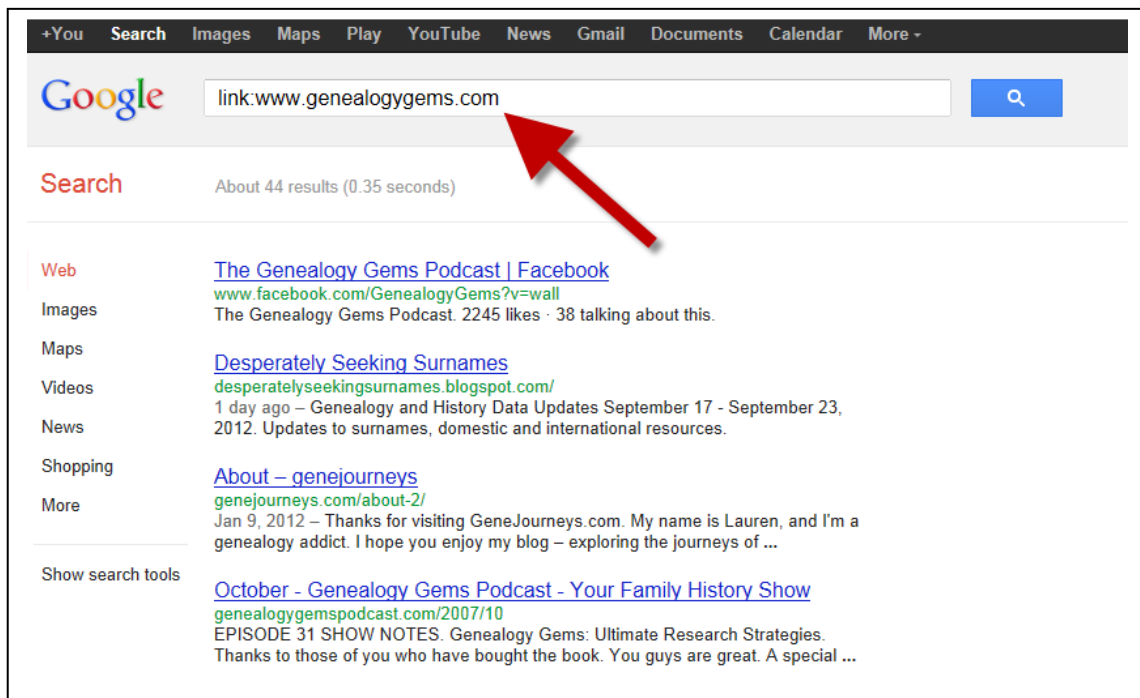 +You Search Images Maps Play YouTube News Gmail Documents Calendar More
Google link:www.genealogygems.com
Search About 44 results (0.35 seconds)
Web
Images
Maps
Videos
News
Shopping
More
Show search tools
The Genealogy Gems Podcast | Facebook
www.facebook.com/GenealogyGems?v=wall
The Genealogy Gems Podcast. 2245 likes · 38 talking about this.
Desperately Seeking Surnames
desperatelyseekingsurnames.blogspot.com/
1 day ago – Genealogy and History Data Updates September 17 - September 23,
2012. Updates to surnames, domestic and international resources.
About – genejourneys
genejourneys.com/about-2/
Jan 9, 2012 – Thanks for visiting GeneJourneys.com. My name is Lauren, and I'm a
genealogy addict. I hope you enjoy my blog – exploring the journeys of ...
October - Genealogy Gems Podcast - Your Family History Show
genealogygemspodcast.com/2007/10
EPISODE 31 SHOW NOTES. Genealogy Gems: Ultimate Research Strategies.
Thanks to those of you who have bought the book. You guys are great. A special ...